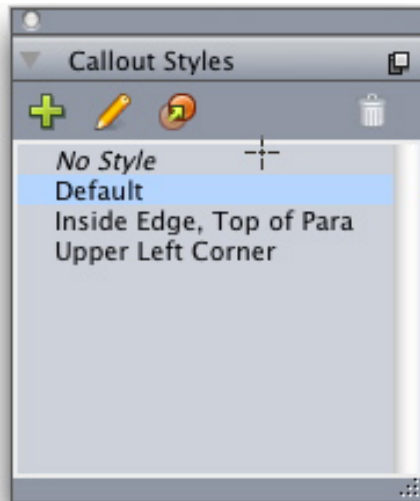 Callout Styles
No Style
Default
Inside Edge, Top of Para
Upper Left Corner